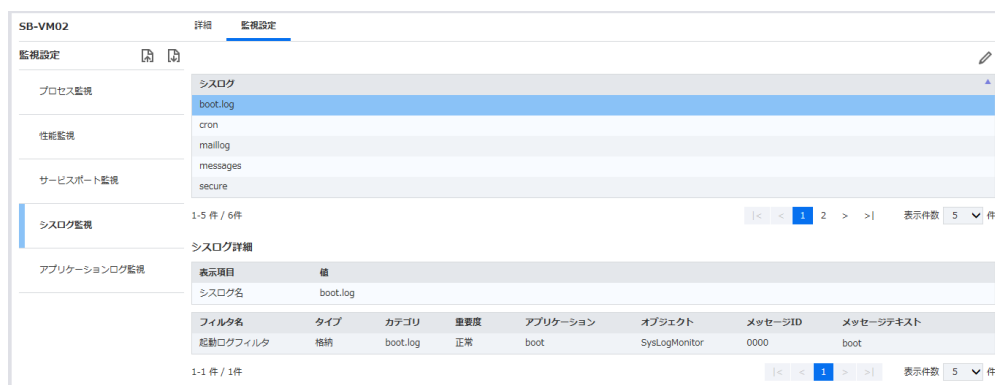 SB-VM02
詳細 監視設定
監視設定
プロセス監視
性能監視
サービスポート監視
シスログ監視
アプリケーションログ監視
シスログ
boot.log
cron
maillog
messages
secure
1-5 件 / 6件 |< < 1 2 > >| 表示件数 5 件
シスログ詳細
表示項目 値
シスログ名 boot.log
フィルタ名 タイプ カテゴリ 重要度 アプリケーション オブジェクト メッセージID メッセージテキスト
起動ログフィルタ 格納 boot.log 正常 boot SysLogMonitor 0000 boot
1-1 件 / 1件 |< < 1 > >| 表示件数 5 件